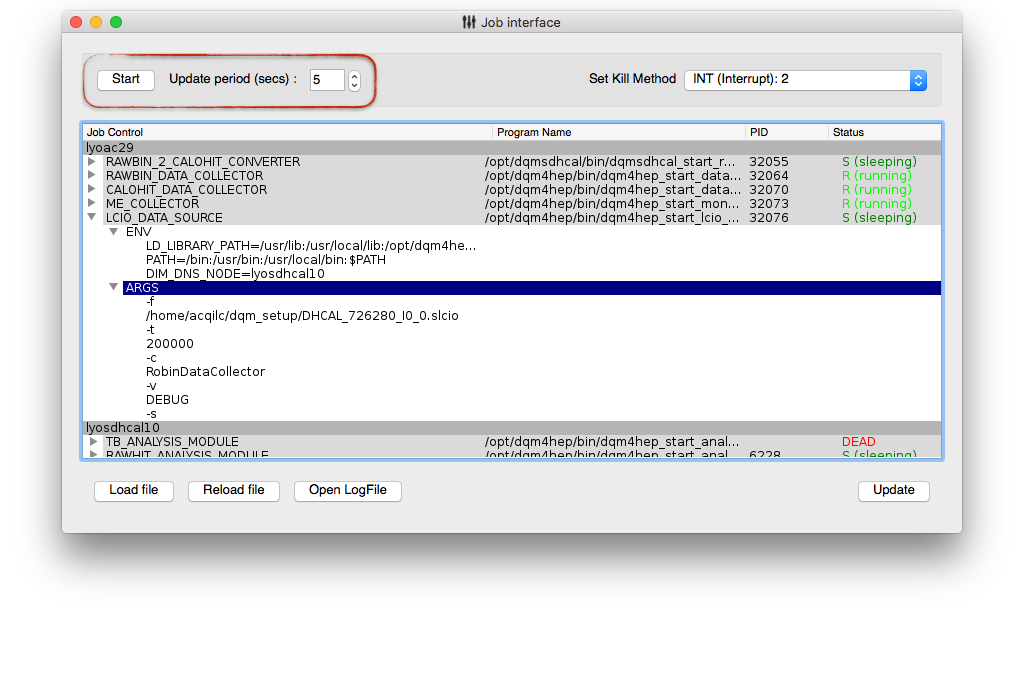 Job interface
Start Update period (secs) : 5 Set Kill Method INT (Interrupt): 2
Job Control Program Name PID Status
lyoac29
RAWBIN_2_CALOHIT_CONVERTER /opt/dqmsdhcal/bin/dqmsdhcal_start_r... 32055 S (sleeping)
RAWBIN_DATA_COLLECTOR /opt/dqm4hep/bin/dqm4hep_start_data... 32064 R (running)
CALOHIT_DATA_COLLECTOR /opt/dqm4hep/bin/dqm4hep_start_data... 32070 R (running)
ME_COLLECTOR /opt/dqm4hep/bin/dqm4hep_start_mon... 32073 R (running)
LCIO_DATA_SOURCE /opt/dqm4hep/bin/dqm4hep_start_lcio_... 32076 S (sleeping)
ENV
LD_LIBRARY_PATH=/usr/lib:/usr/local/lib:/opt/dqm4he...
PATH=/bin:/usr/bin:/usr/local/bin:$PATH
DIM_DNS_NODE=lyosdhcal10
ARGS
-f
/home/acqilc/dqm_setup/DHCAL_726280_I0_0.slcio
-t
200000
-c
RobinDataCollector
-v
DEBUG
-s
lyosdhcal10
TB_ANALYSIS_MODULE /opt/dqm4hep/bin/dqm4hep_start_anal... DEAD
RAWHIT_ANALYSIS_MODULE /opt/dqm4hep/bin/dqm4hep_start_anal... 6228 S (sleeping)
Load file Reload file Open LogFile Update